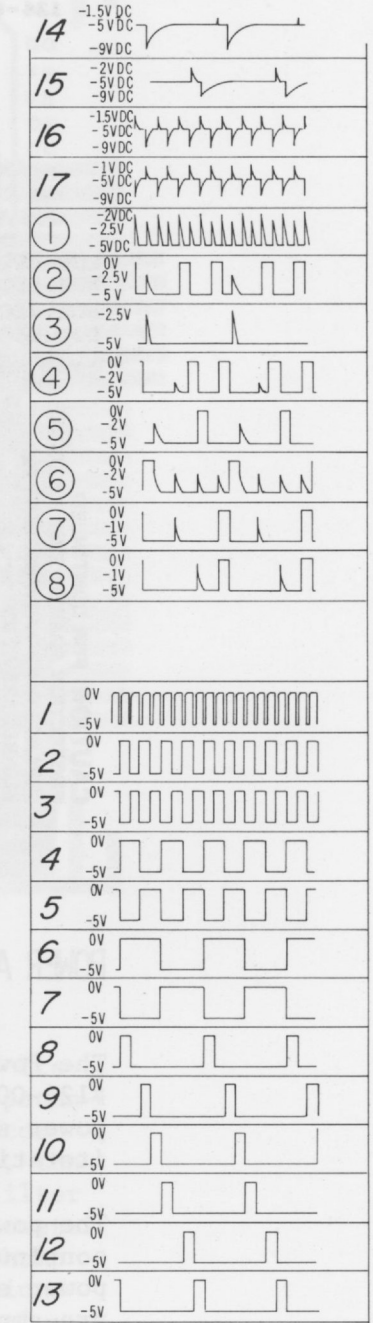 14 -1.5V DC
-5V DC
-9V DC
15 -2V DC
-5V DC
-9V DC
16 -1.5V DC
-5V DC
-9V DC
17 -1V DC
-5V DC
-9V DC
① -2VDC
-2.5V
-5V DC
② 0V
-2.5V
-5V
③ -2.5V
-5V
④ 0V
-2V
-5V
⑤ 0V
-2V
-5V
⑥ 0V
-2V
-5V
⑦ 0V
-1V
-5V
⑧ 0V
-1V
-5V
1 0V
-5V
2 0V
-5V
3 0V
-5V
4 0V
-5V
5 0V
-5V
6 0V
-5V
7 0V
-5V
8 0V
-5V
9 0V
-5V
10 0V
-5V
11 0V
-5V
12 0V
-5V
13 0V
-5V